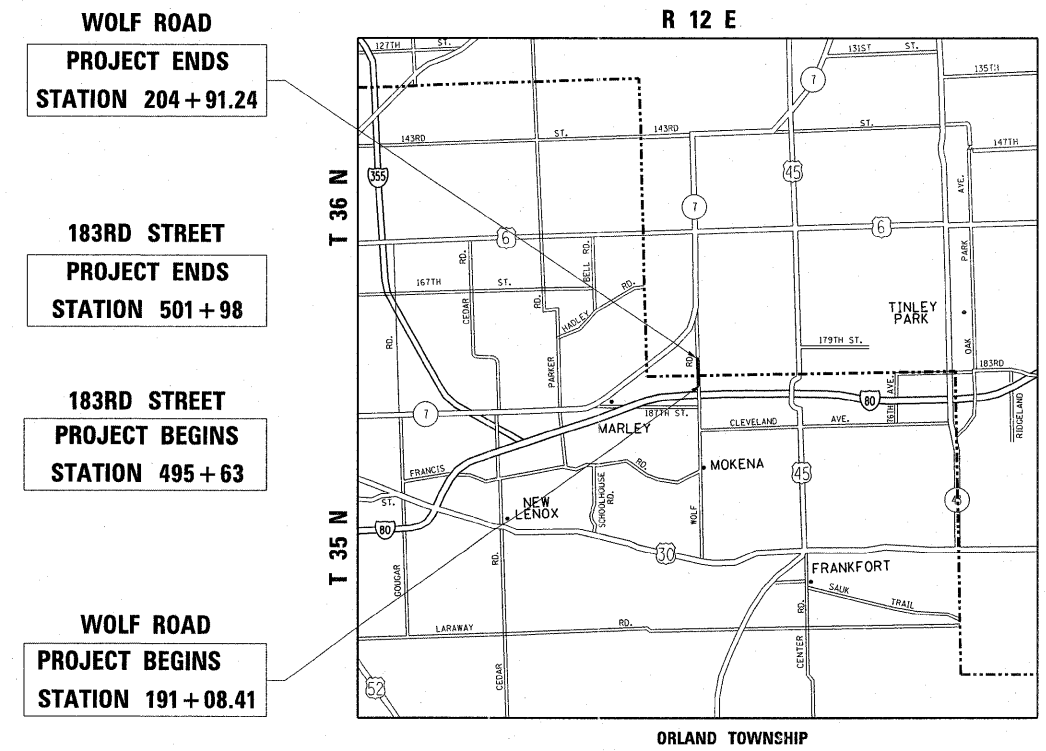 WOLF ROAD
PROJECT ENDS
STATION 204+91.24
183RD STREET
PROJECT ENDS
STATION 501+98
183RD STREET
PROJECT BEGINS
STATION 495+63
WOLF ROAD
PROJECT BEGINS
STATION 191+08.41
R 12 E
T 36 N
T 35 N
127TH ST.
131ST ST.
135TH
7
143RD ST. 143RD ST.
147TH
355
45
7
AVE.
6
6
PARK
RD.
BELL RD.
167TH ST.
HADLEY RD.
CEDAR
RD.
TINLEY
PARK
179TH ST.
OAK
RD.
PARKER
RD.
183RD
76TH AVE.
RIDGELAND
80
7
187TH ST.
MARLEY
CLEVELAND AVE.
FRANCIS RD.
MOKENA
45
SCHOOLHOUSE
RD.
NEW
LENOX
ST.
WOLF
80
30
RD.
GOUGAR
FRANKFORT
SAUK TRAIL
RD.
LARAWAY RD.
CENTER
CEDAR
52
ORLAND TOWNSHIP